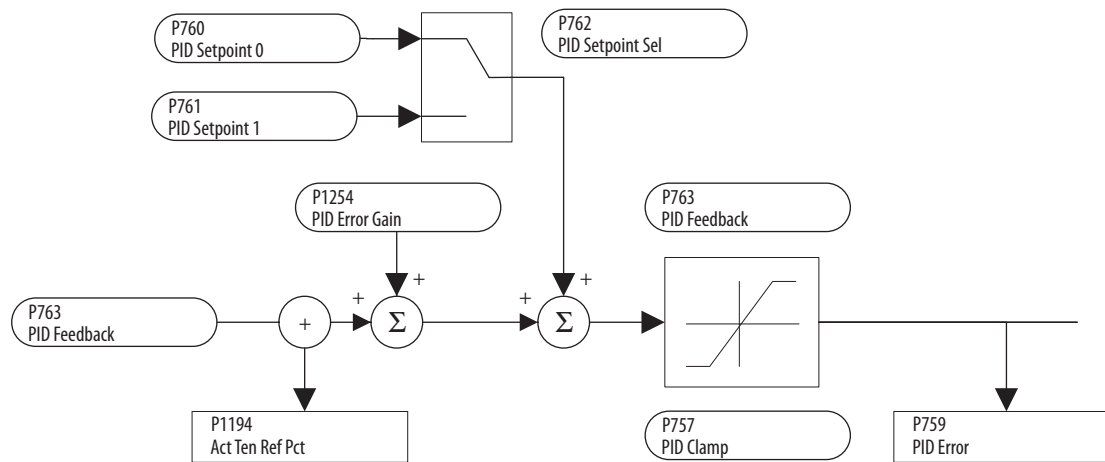 P760
PID Setpoint 0
P762
PID Setpoint Sel
P761
PID Setpoint 1
P1254
PID Error Gain
P763
PID Feedback
+
+
+
+
P763
PID Feedback
+
Σ
Σ
P1194
Act Ten Ref Pct
P757
PID Clamp
P759
PID Error